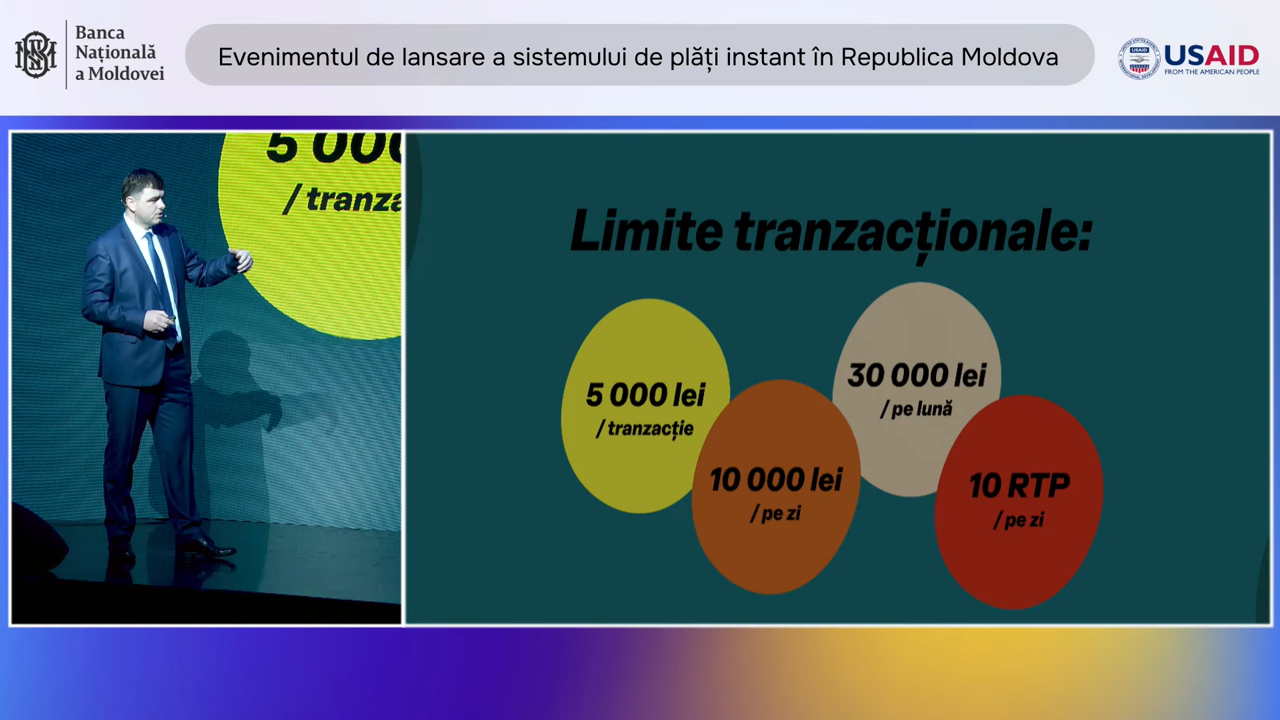 Banca
Națională
a Moldovei
Evenimentul de lansare a sistemului de plăți instant în Republica Moldova
USAID
FROM THE AMERICAN PEOPLE
5 000
/ tranza
Limite tranzacționale:
5 000 lei
/ tranzacție
10 000 lei
/ pe zi
30 000 lei
/ pe lună
10 RTP
/ pe zi